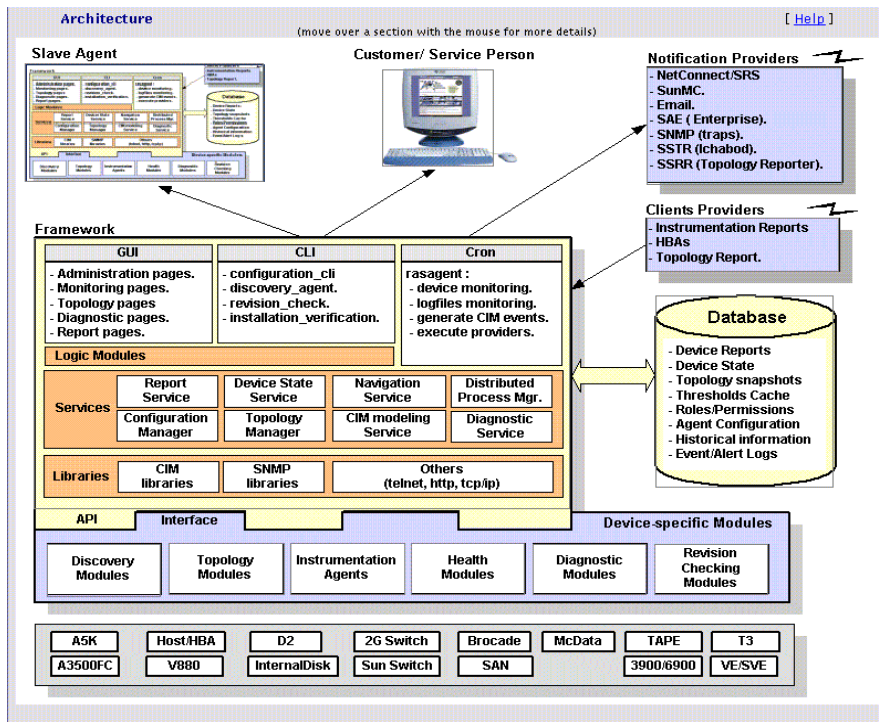 Architecture
[ Help ]
(move over a section with the mouse for more details)
Slave Agent
Customer/ Service Person
Notification Providers
- NetConnect/SRS
- SunMC.
- Email.
- SAE ( Enterprise).
- SNMP (traps).
- SSTR (Ichabod).
- SSRR (Topology Reporter).
Clients Providers
- Instrumentation Reports
- HBAs
- Topology Report.
Framework
GUI
- Administration pages.
- Monitoring pages.
- Topology pages
- Diagnostic pages.
- Report pages.
CLI
- configuration_cli
- discovery_agent.
- revision_check.
- installation_verification.
Cron
rasagent :
- device monitoring.
- logfiles monitoring.
- generate CIM events.
- execute providers.
Logic Modules
Services
Report Service
Device State Service
Navigation Service
Distributed Process Mgr.
Configuration Manager
Topology Manager
CIM modeling Service
Diagnostic Service
Libraries
CIM libraries
SNMP libraries
Others
(telnet, http, tcp/ip)
Database
- Device Reports
- Device State
- Topology snapshots
- Thresholds Cache
- Roles/Permissions
- Agent Configuration
- Historical information
- Event/Alert Logs
API
Interface
Device-specific Modules
Discovery Modules
Topology Modules
Instrumentation Agents
Health Modules
Diagnostic Modules
Revision Checking Modules
A5K
Host/HBA
D2
2G Switch
Brocade
McData
TAPE
T3
A3500FC
V880
InternalDisk
Sun Switch
SAN
3900/6900
VE/SVE